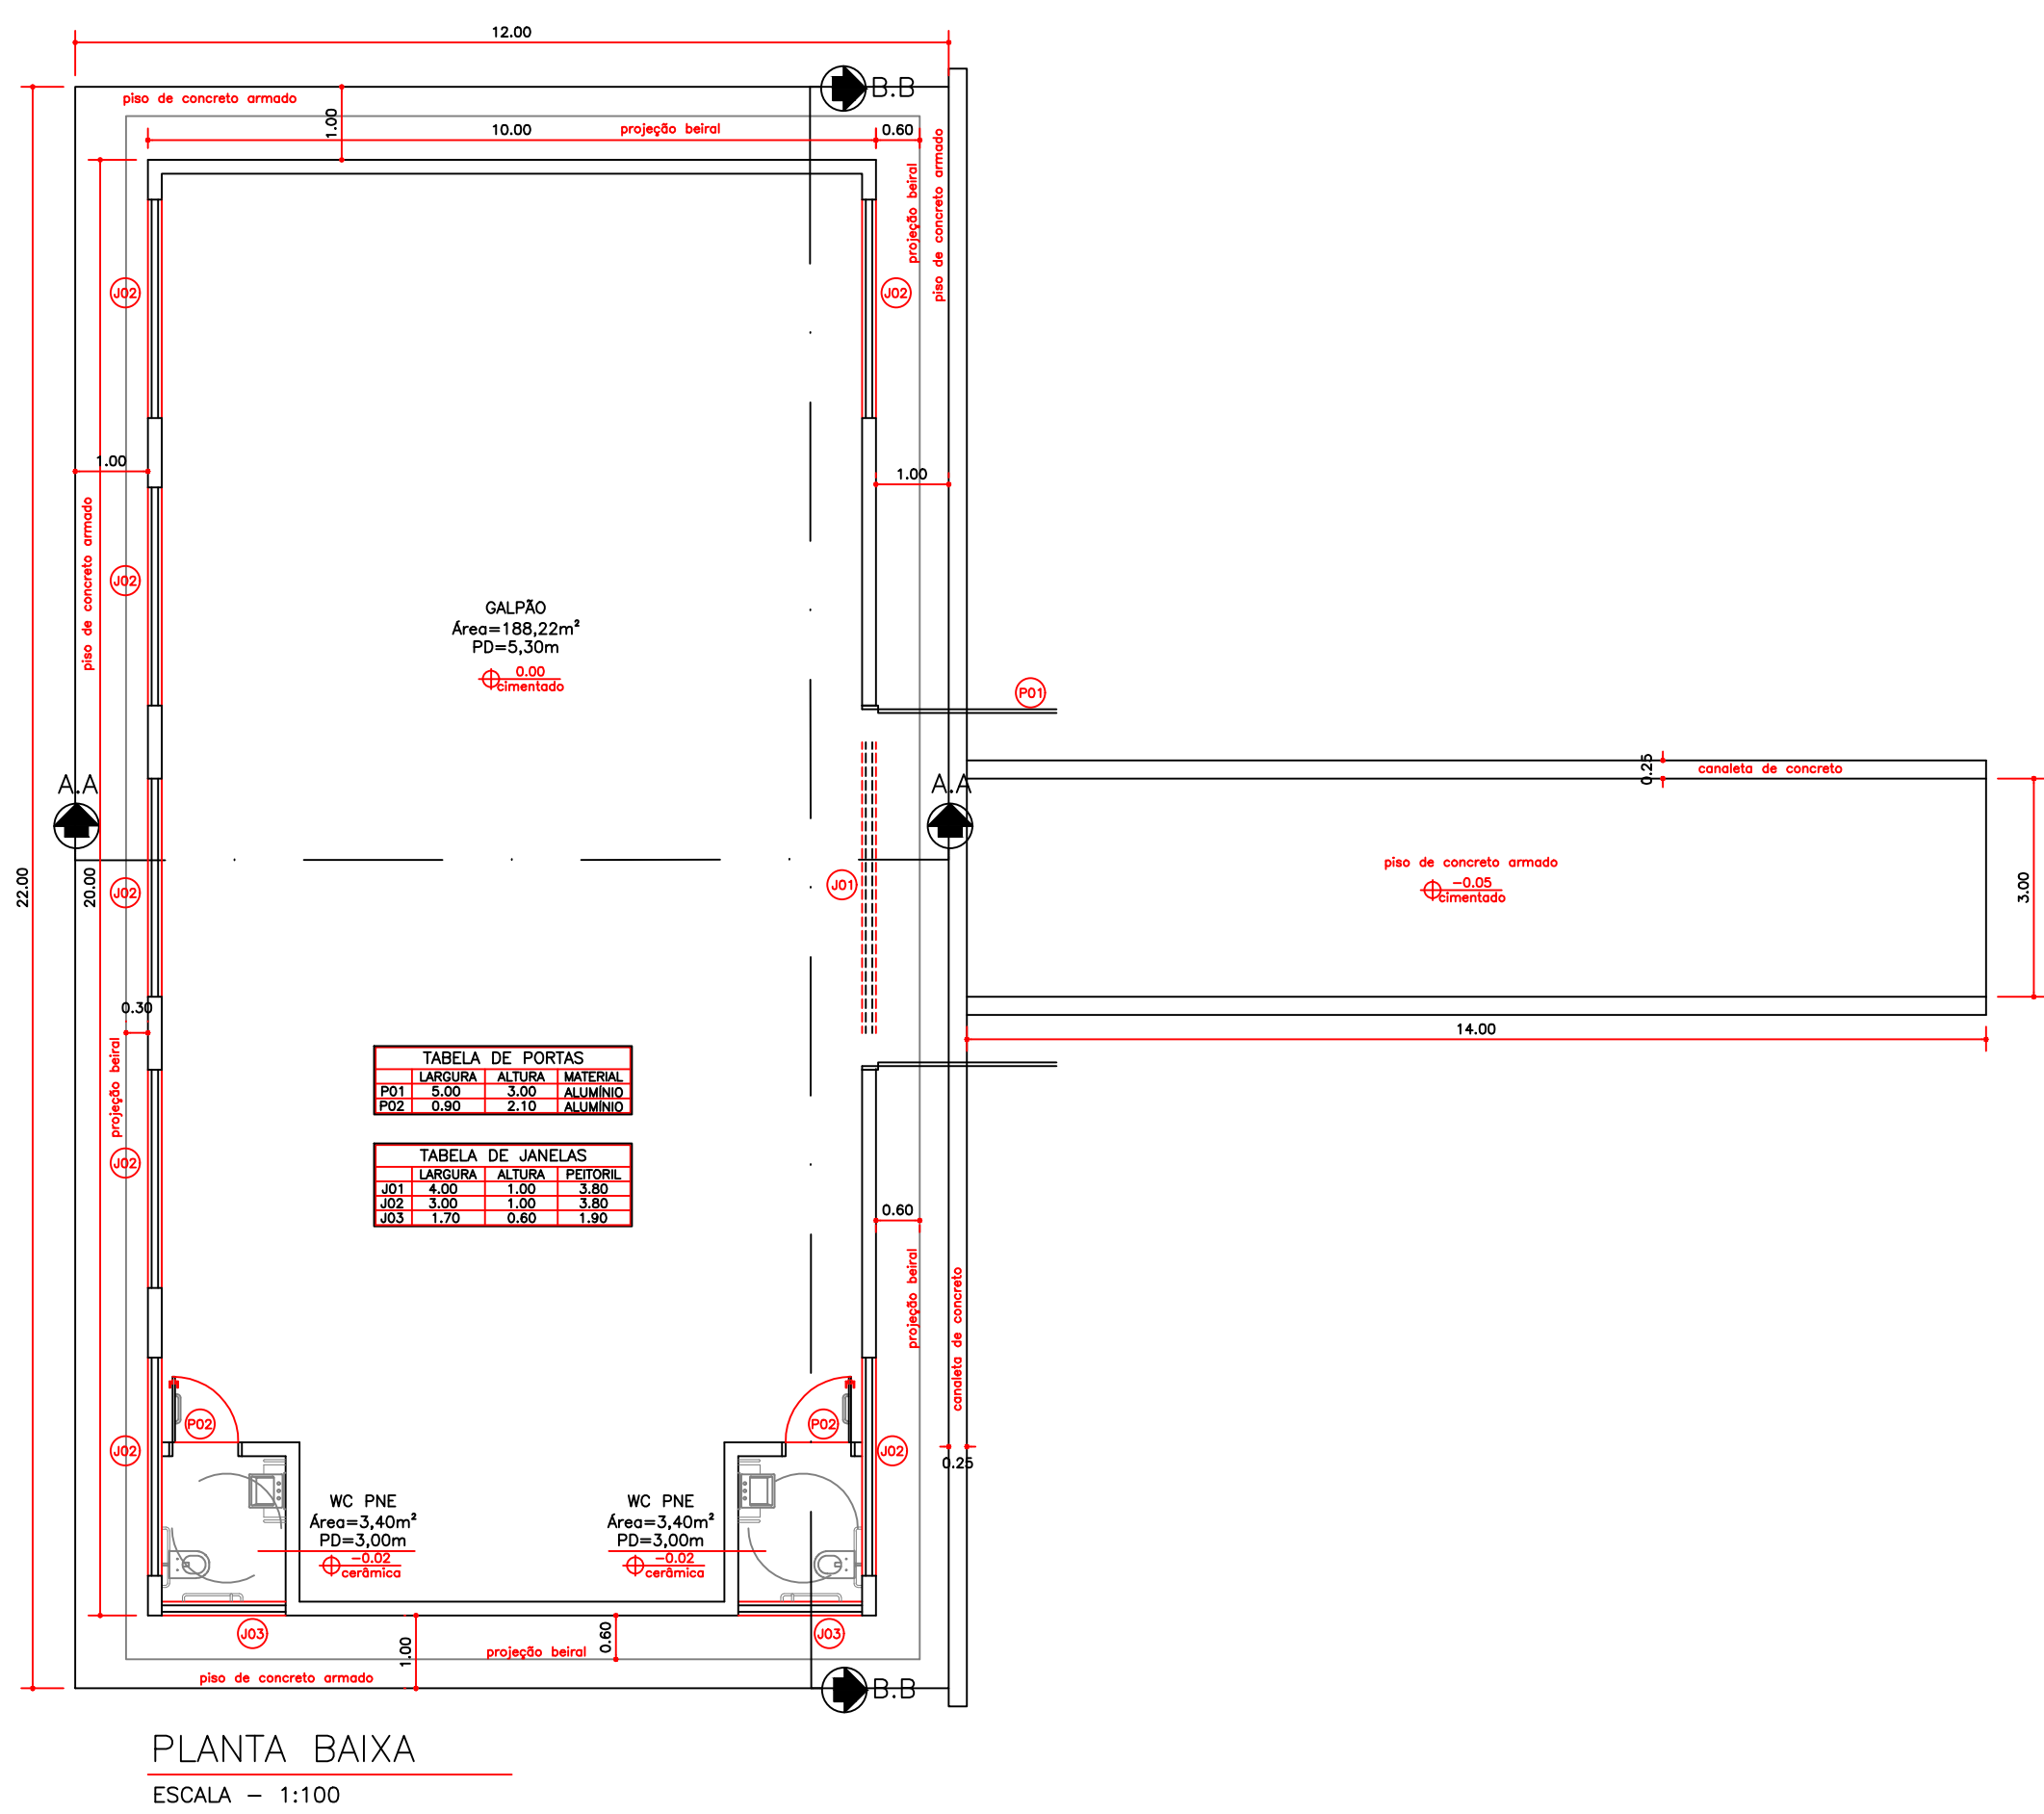 12.00
B.B
piso de concreto armado
1.00
10.00
projeção beiral
0.60
projeção beiral
piso de concreto armado
J02
J02
1.00
1.00
piso de concreto armado
J02
GALPÃO
Área=188,22m²
PD=5,30m
0.00
cimentado
P01
0.25
canaleta de concreto
A.A
A.A
22.00
20.00
J02
J01
piso de concreto armado
-0.05
cimentado
3.00
0.30
14.00
projeção beiral
J02
TABELA DE PORTAS
LARGURA ALTURA MATERIAL
P01 5.00 3.00 ALUMÍNIO
P02 0.90 2.10 ALUMÍNIO
TABELA DE JANELAS
LARGURA ALTURA PEITORIL
J01 4.00 1.00 3.80
J02 3.00 1.00 3.80
J03 1.70 0.60 1.90
0.60
projeção beiral
canaleta de concreto
P02
P02
J02
J02
0.25
WC PNE
Área=3,40m²
PD=3,00m
-0.02
cerâmica
WC PNE
Área=3,40m²
PD=3,00m
-0.02
cerâmica
J03
J03
1.00
projeção beiral
0.60
piso de concreto armado
B.B
PLANTA BAIXA
ESCALA - 1:100